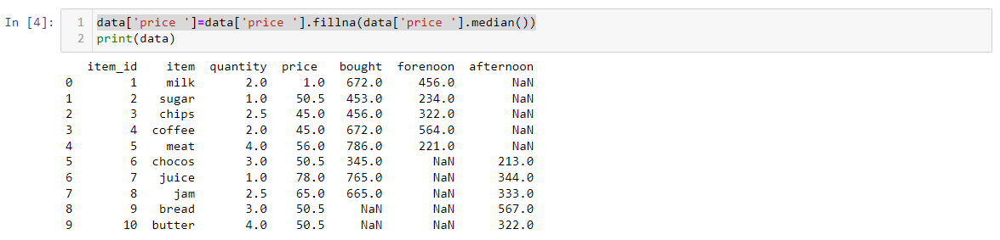 In [4]: 1 data['price ']=data['price '].fillna(data['price '].median())
2 print(data)
item_id item quantity price bought forenoon afternoon
0 1 milk 2.0 1.0 672.0 456.0 NaN
1 2 sugar 1.0 50.5 453.0 234.0 NaN
2 3 chips 2.5 45.0 456.0 322.0 NaN
3 4 coffee 2.0 45.0 672.0 564.0 NaN
4 5 meat 4.0 56.0 786.0 221.0 NaN
5 6 chocos 3.0 50.5 345.0 NaN 213.0
6 7 juice 1.0 78.0 765.0 NaN 344.0
7 8 jam 2.5 65.0 665.0 NaN 333.0
8 9 bread 3.0 50.5 NaN NaN 567.0
9 10 butter 4.0 50.5 NaN NaN 322.0